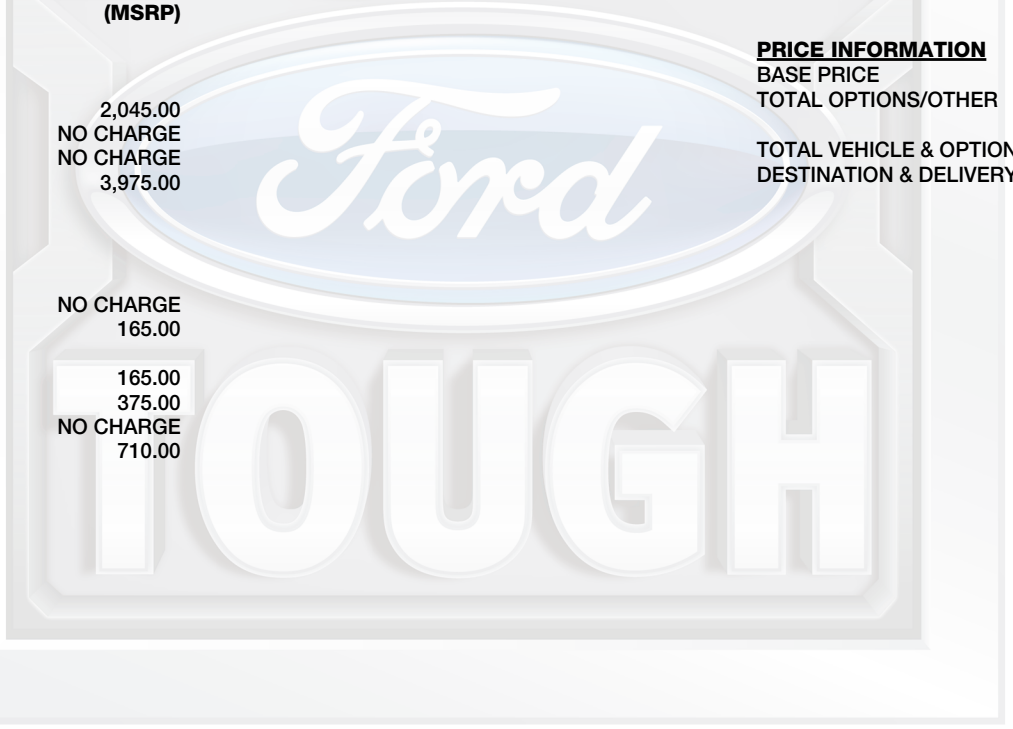 (MSRP)
2,045.00
NO CHARGE
NO CHARGE
3,975.00
NO CHARGE
165.00
165.00
375.00
NO CHARGE
710.00
PRICE INFORMATION
BASE PRICE
TOTAL OPTIONS/OTHER
TOTAL VEHICLE & OPTION
DESTINATION & DELIVERY
Ford
TOUGH